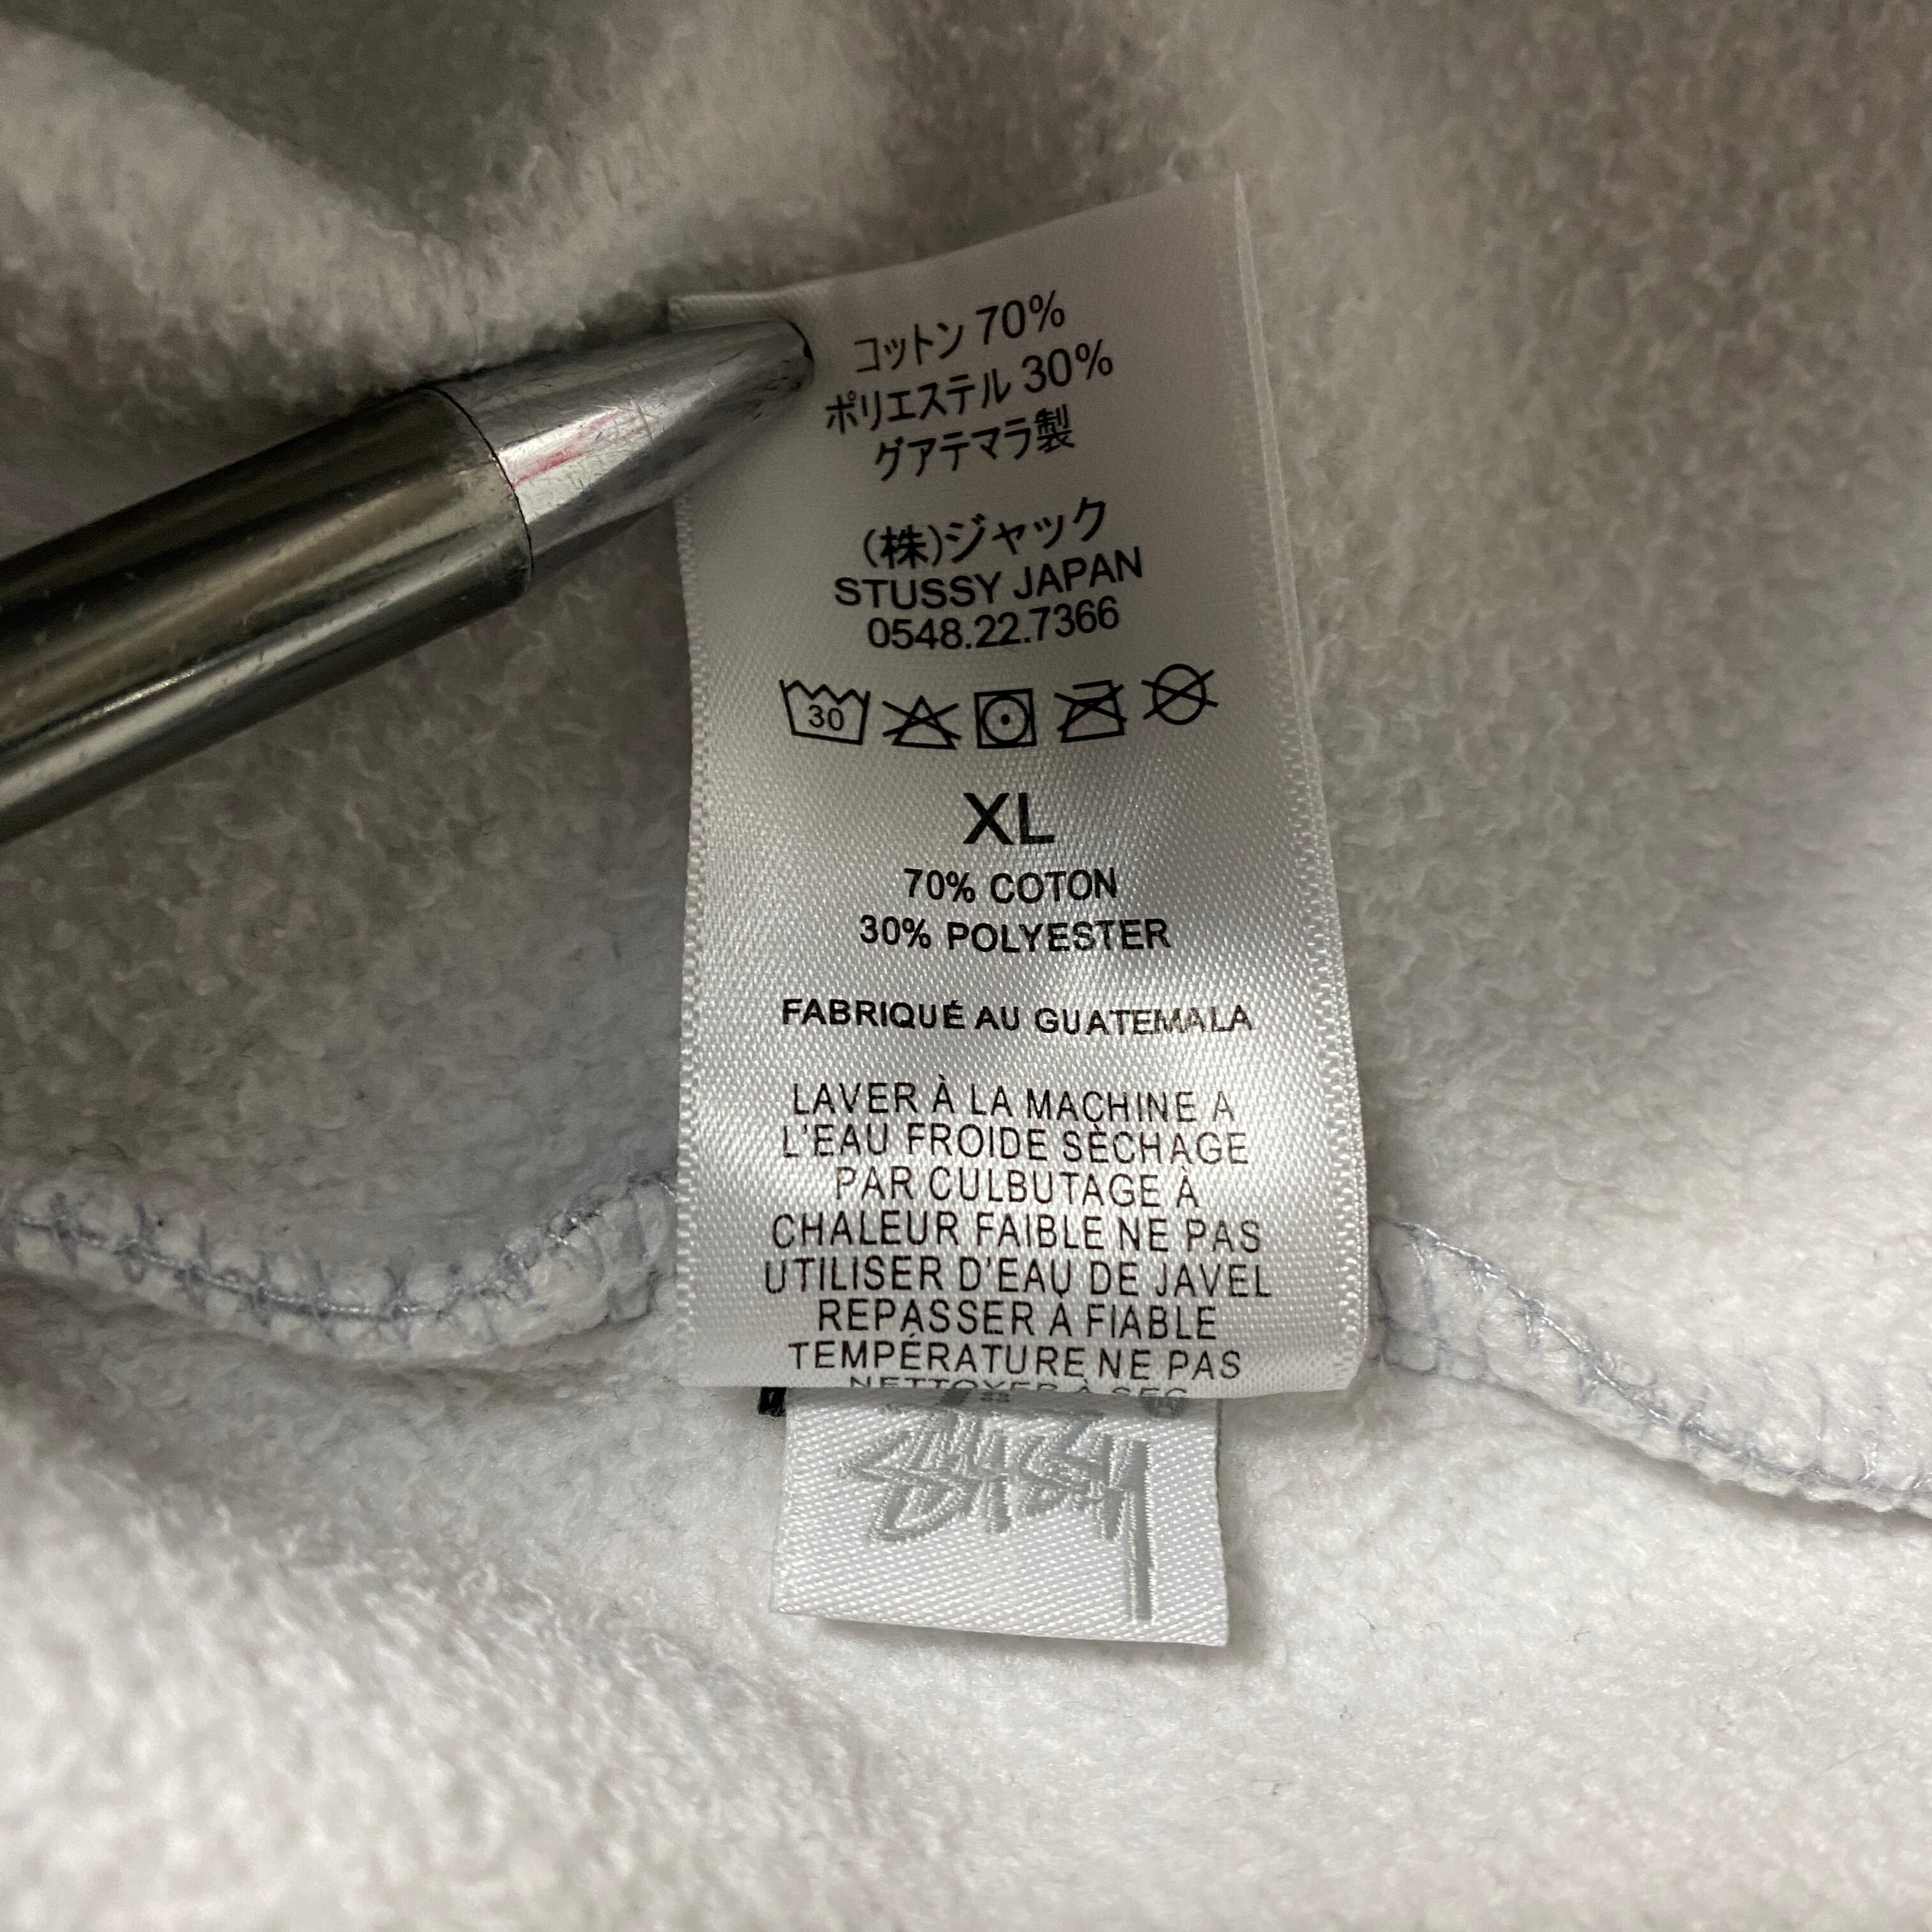 コットン 70%
ポリエステル 30%
グアテマラ製
(株)ジャック
STUSSY JAPAN
0548.22.7366
30
XL
70% COTON
30% POLYESTER
FABRIQUÉ AU GUATEMALA
LAVER À LA MACHINE A
L'EAU FROIDE SÈCHAGE
PAR CULBUTAGE À
CHALEUR FAIBLE NE PAS
UTILISER D'EAU DE JAVEL
REPASSER À FIABLE
TEMPÉRATURE NE PAS
NETTOYER À SEC
STUSSY